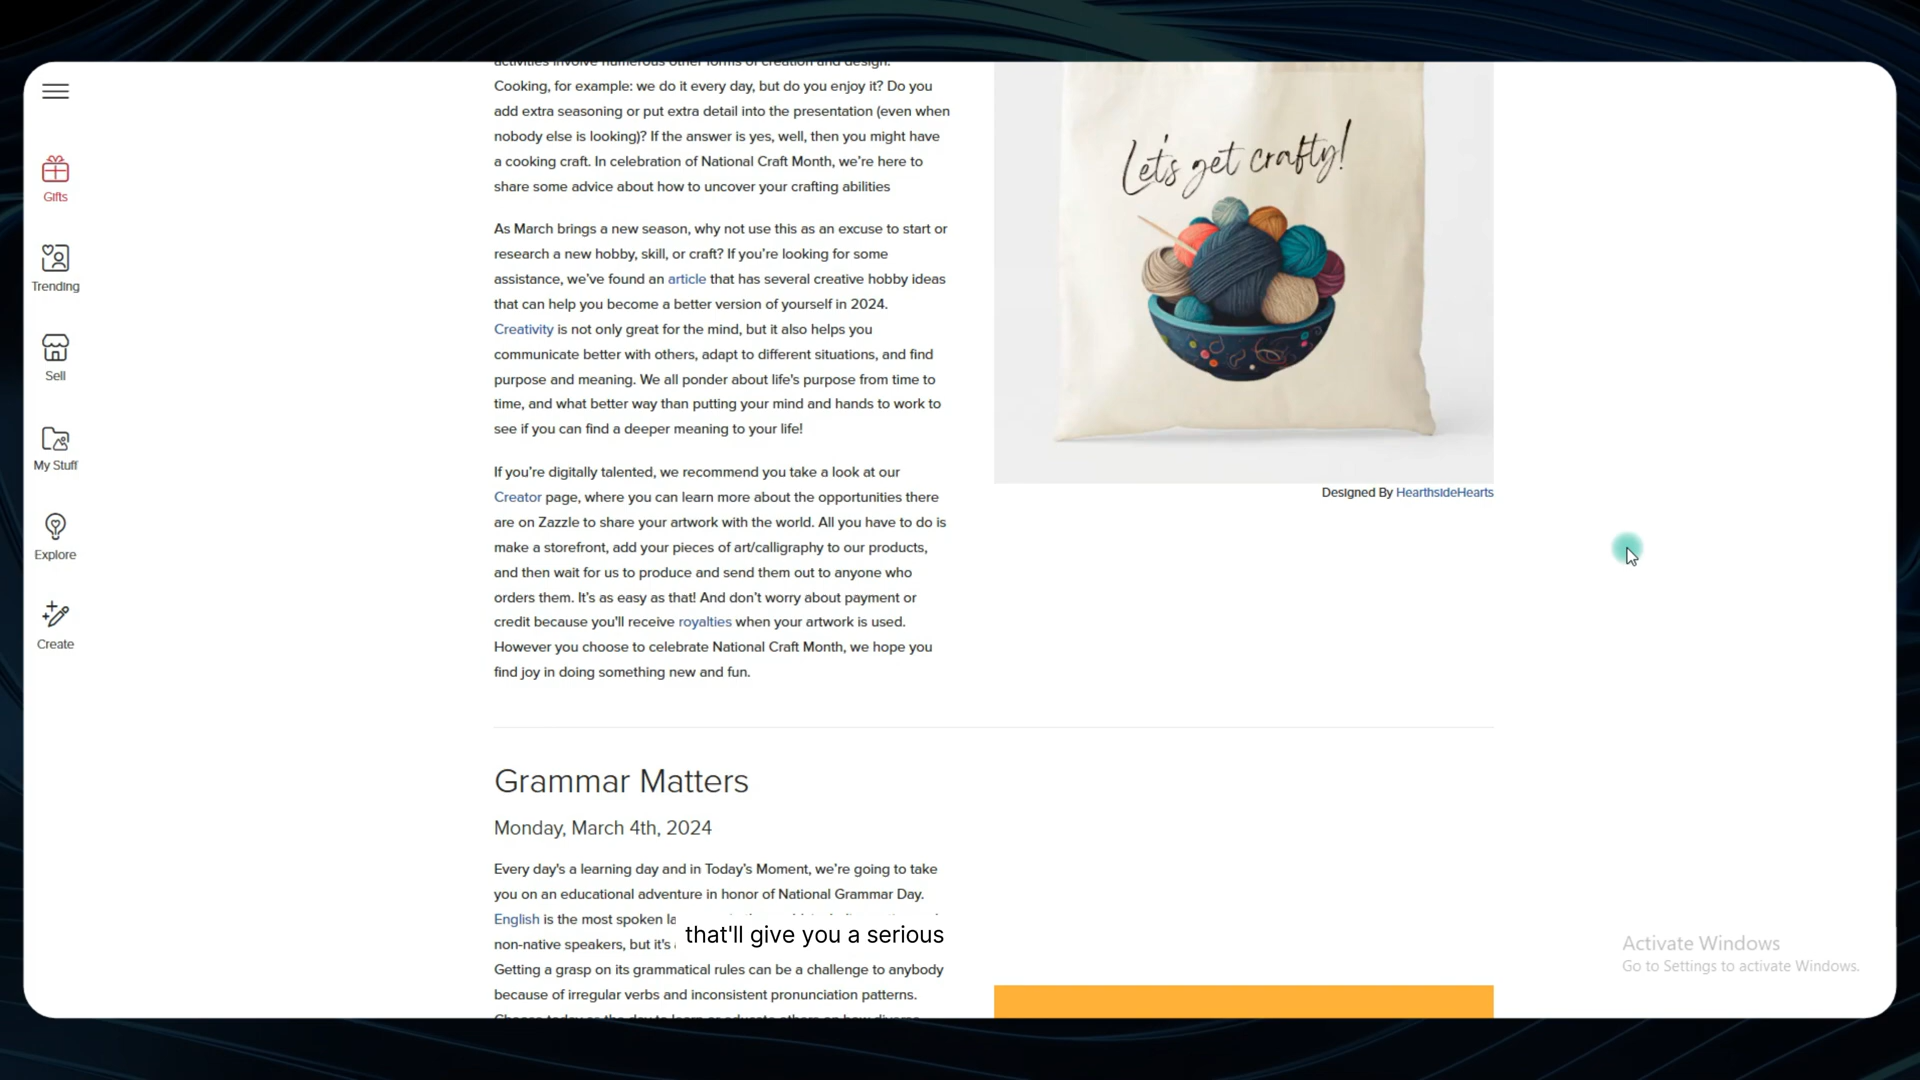 Gifts
Trending
Sell
My Stuff
Explore
Create
activities involve numerous other forms of creation and design.
Cooking, for example: we do it every day, but do you enjoy it? Do you
add extra seasoning or put extra detail into the presentation (even when
nobody else is looking)? If the answer is yes, well, then you might have
a cooking craft. In celebration of National Craft Month, we're here to
share some advice about how to uncover your crafting abilities
As March brings a new season, why not use this as an excuse to start or
research a new hobby, skill, or craft? If you're looking for some
assistance, we've found an article that has several creative hobby ideas
that can help you become a better version of yourself in 2024.
Creativity is not only great for the mind, but it also helps you
communicate better with others, adapt to different situations, and find
purpose and meaning. We all ponder about life's purpose from time to
time, and what better way than putting your mind and hands to work to
see if you can find a deeper meaning to your life!
If you're digitally talented, we recommend you take a look at our
Creator page, where you can learn more about the opportunities there
are on Zazzle to share your artwork with the world. All you have to do is
make a storefront, add your pieces of art/calligraphy to our products,
and then wait for us to produce and send them out to anyone who
orders them. It's as easy as that! And don't worry about payment or
credit because you'll receive royalties when your artwork is used.
However you choose to celebrate National Craft Month, we hope you
find joy in doing something new and fun.
Let's get crafty!
Designed By HearthsideHearts
Grammar Matters
Monday, March 4th, 2024
Every day's a learning day and in Today's Moment, we're going to take
you on an educational adventure in honor of National Grammar Day.
English is the most spoken
non-native speakers, but it's
that'll give you a serious
Getting a grasp on its grammatical rules can be a challenge to anybody
because of irregular verbs and inconsistent pronunciation patterns.
Activate Windows
Go to Settings to activate Windows.